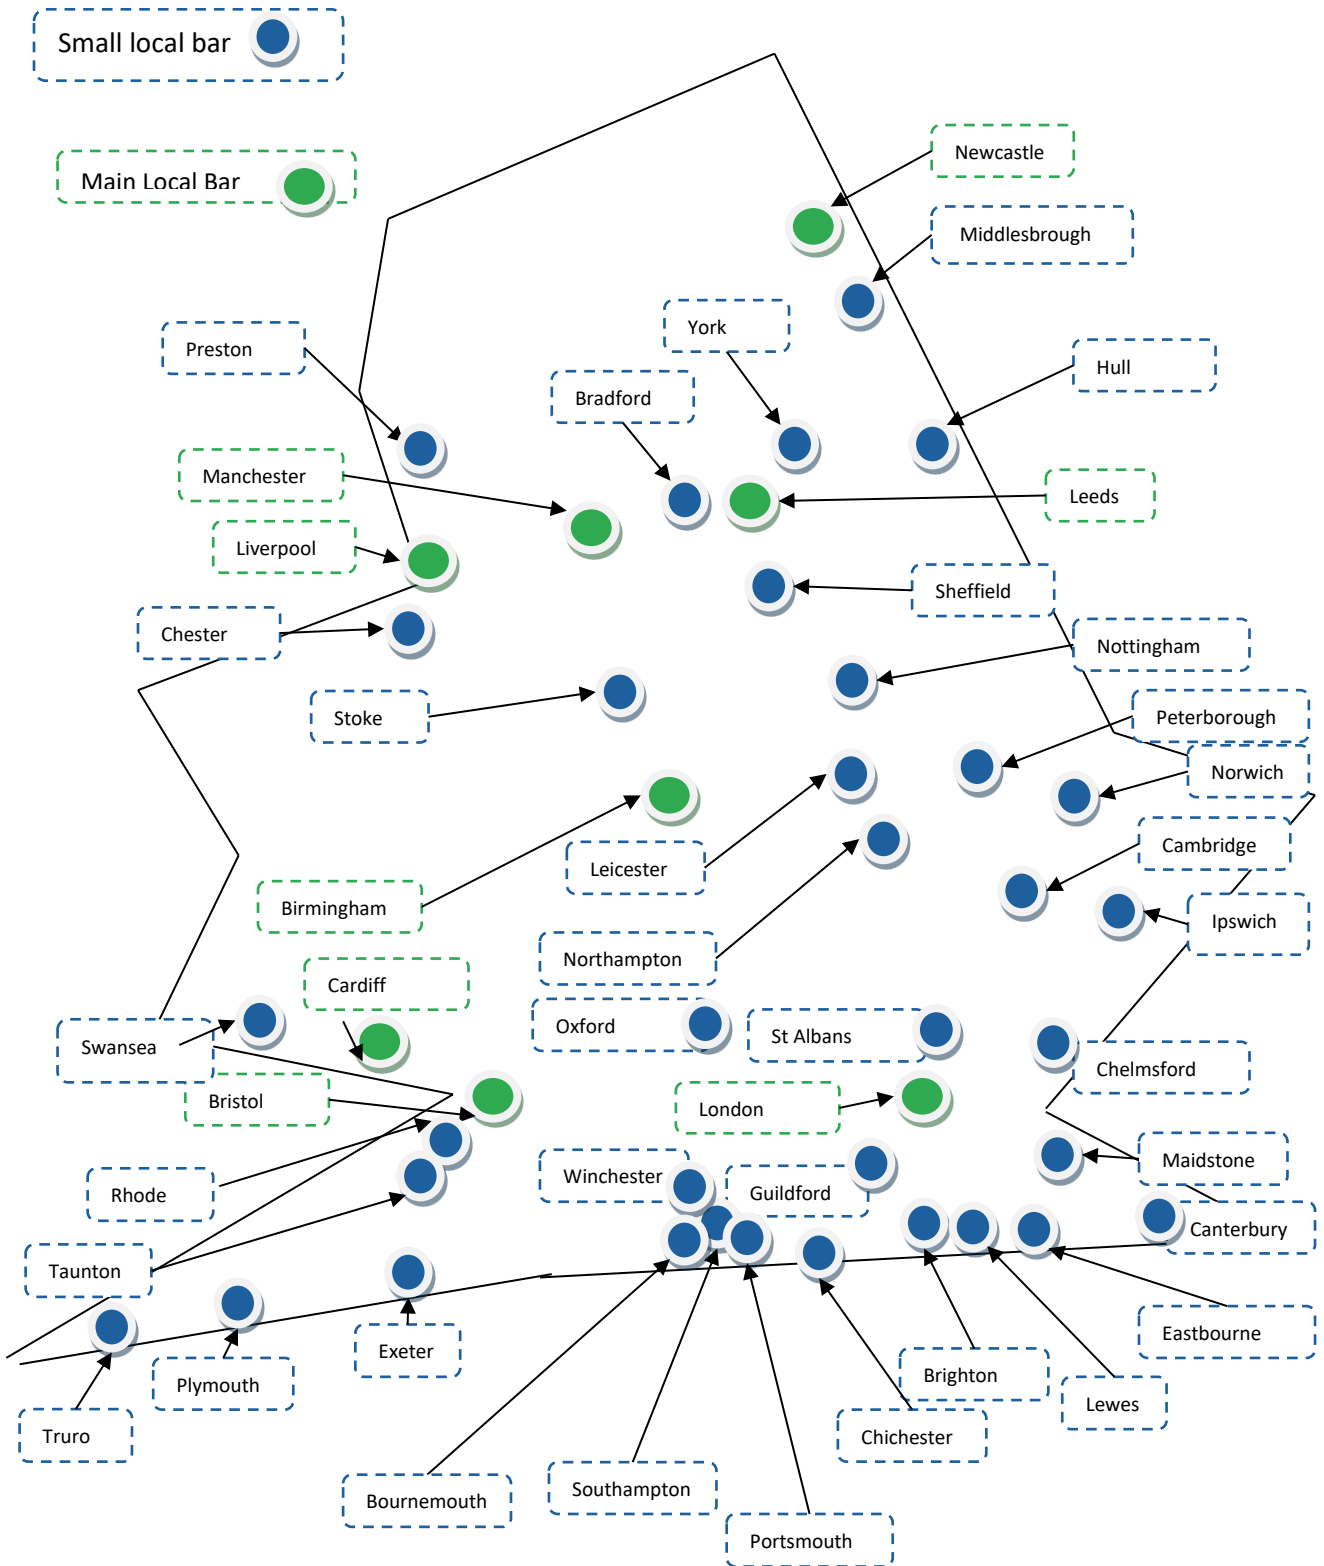 Small local bar
Main Local Bar
Newcastle
Middlesbrough
York
Preston
Hull
Bradford
Manchester
Leeds
Liverpool
Sheffield
Chester
Nottingham
Stoke
Peterborough
Norwich
Cambridge
Leicester
Birmingham
Ipswich
Northampton
Cardiff
Oxford
St Albans
Swansea
Chelmsford
Bristol
London
Maidstone
Winchester
Rhode
Guildford
Canterbury
Taunton
Eastbourne
Exeter
Plymouth
Brighton
Lewes
Truro
Chichester
Southampton
Bournemouth
Portsmouth